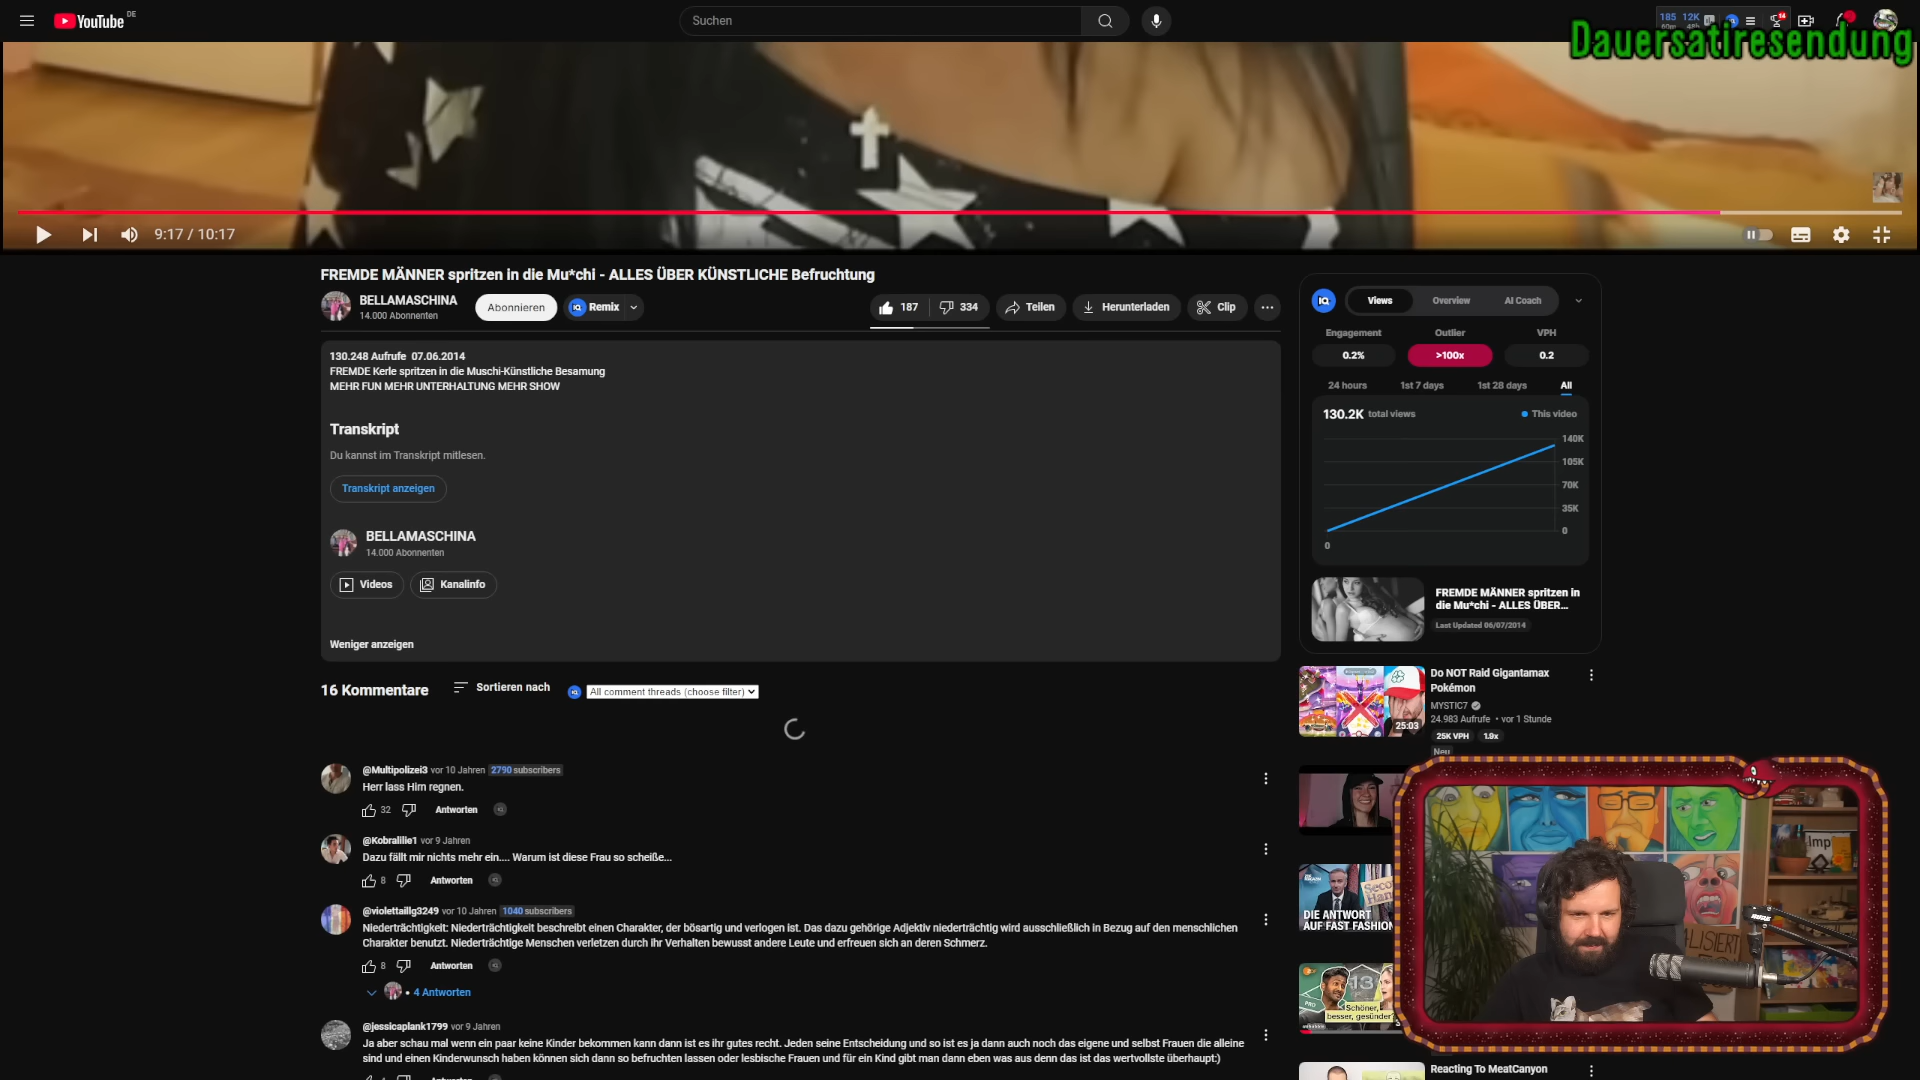 YouTube DE
Suchen
185 12K
60m 48h
14
Dauersatiresendung
9:17 / 10:17
FREMDE MÄNNER spritzen in die Mu*chi - ALLES ÜBER KÜNSTLICHE Befruchtung
BELLAMASCHINA
14.000 Abonnenten
Abonnieren
Remix
187
334
Teilen
Herunterladen
Clip
130.248 Aufrufe 07.06.2014
FREMDE Kerle spritzen in die Muschi-Künstliche Besamung
MEHR FUN MEHR UNTERHALTUNG MEHR SHOW
Transkript
Du kannst im Transkript mitlesen.
Transkript anzeigen
BELLAMASCHINA
14.000 Abonnenten
Videos
Kanalinfo
Weniger anzeigen
16 Kommentare
Sortieren nach
All comment threads (choose filter)
@Multipolizei3 vor 10 Jahren 2790 subscribers
Herr lass Hirn regnen.
32
Antworten
@Kobralilie1 vor 9 Jahren
Dazu fällt mir nichts mehr ein.... Warum ist diese Frau so scheiße...
8
Antworten
@violettaillg3249 vor 10 Jahren 1040 subscribers
Niederträchtigkeit: Niederträchtigkeit beschreibt einen Charakter, der bösartig und verlogen ist. Das dazu gehörige Adjektiv niederträchtig wird ausschließlich in Bezug auf den menschlichen
Charakter benutzt. Niederträchtige Menschen verletzen durch ihr Verhalten bewusst andere Leute und erfreuen sich an deren Schmerz.
8
Antworten
4 Antworten
@jessicaplank1799 vor 9 Jahren
Ja aber schau mal wenn ein paar keine Kinder bekommen kann dann ist es ihr gutes recht. Jeden seine Entscheidung und so ist es ja dann auch noch das eigene und selbst Frauen die alleine
sind und einen Kinderwunsch haben können sich dann so befruchten lassen oder lesbische Frauen und für ein Kind gibt man dann eben was aus denn das ist das wertvollste überhaupt:)
Antworten
Views
Overview
AI Coach
Engagement
Outlier
VPH
0.2%
>100x
0.2
24 hours
1st 7 days
1st 28 days
All
130.2K total views
This video
140K
105K
70K
35K
0
0
FREMDE MÄNNER spritzen in
die Mu*chi - ALLES ÜBER...
Last Updated 06/07/2014
25:03
Do NOT Raid Gigantamax
Pokémon
MYSTIC7
24.983 Aufrufe • vor 1 Stunde
25K VPH
1.9x
Neu
Second
Han
DIE ANTWORT
AUF FAST FASHION
13
PRO
Schöner,
besser, gesünder?
Imp
ALISIERT
Reacting To MeatCanyon